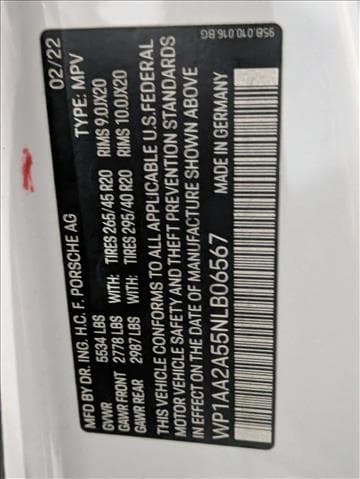 95B.010.016.BG
MFD BY DR. ING. H.C. F. PORSCHE AG 02/22
GVWR 5534 LBS TYPE: MPV
GAWR FRONT 2778 LBS WITH: TIRES 265/45 R20 RIMS 9.0JX20
GAWR REAR 2987 LBS WITH: TIRES 295/40 R20 RIMS 10.0JX20
THIS VEHICLE CONFORMS TO ALL APPLICABLE U.S. FEDERAL
MOTOR VEHICLE SAFETY AND THEFT PREVENTION STANDARDS
IN EFFECT ON THE DATE OF MANUFACTURE SHOWN ABOVE
WP1AA2A55NLB06567 MADE IN GERMANY